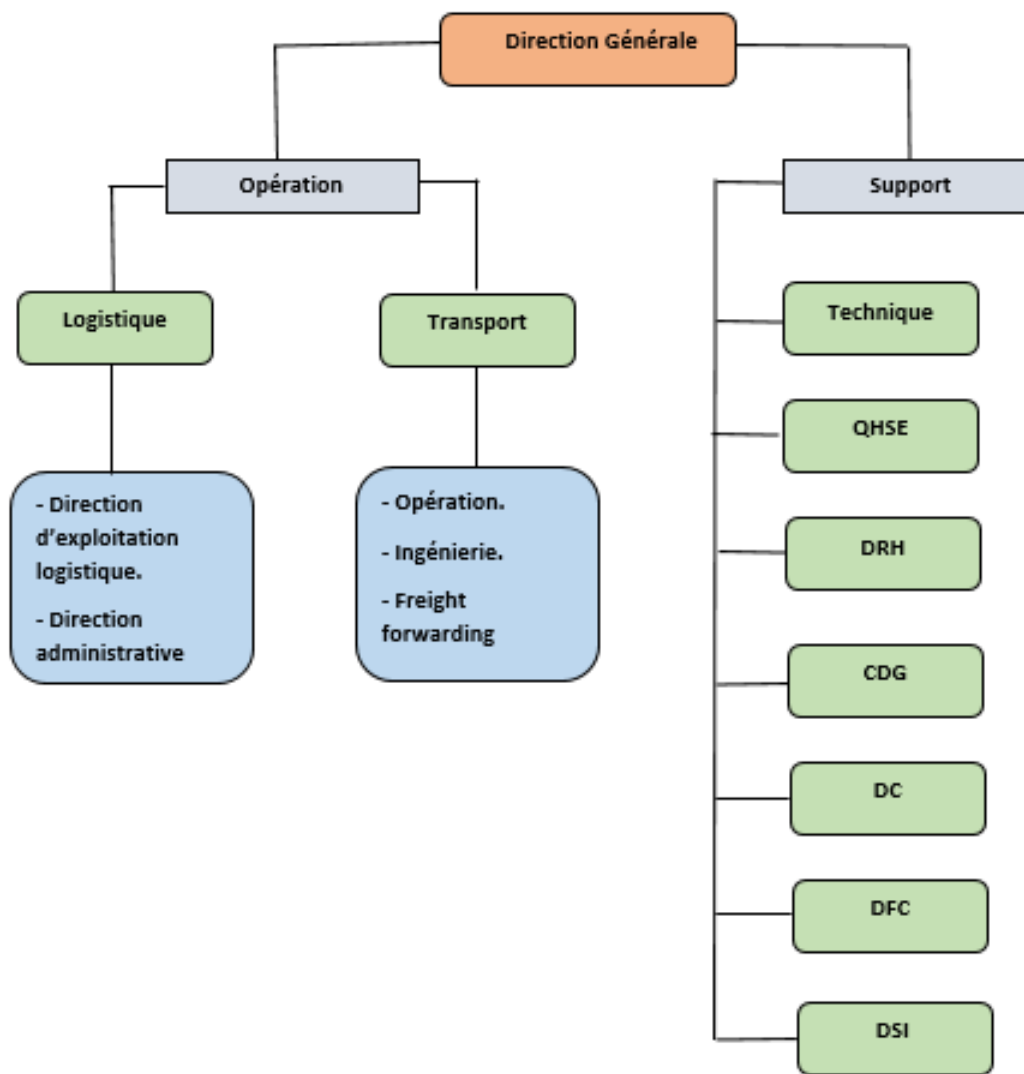 Direction Générale
Opération
Support
Logistique
Transport
Technique
QHSE
DRH
CDG
DC
DFC
DSI
- Direction
d'exploitation
logistique.
- Direction
administrative
- Opération.
- Ingénierie.
- Freight
forwarding